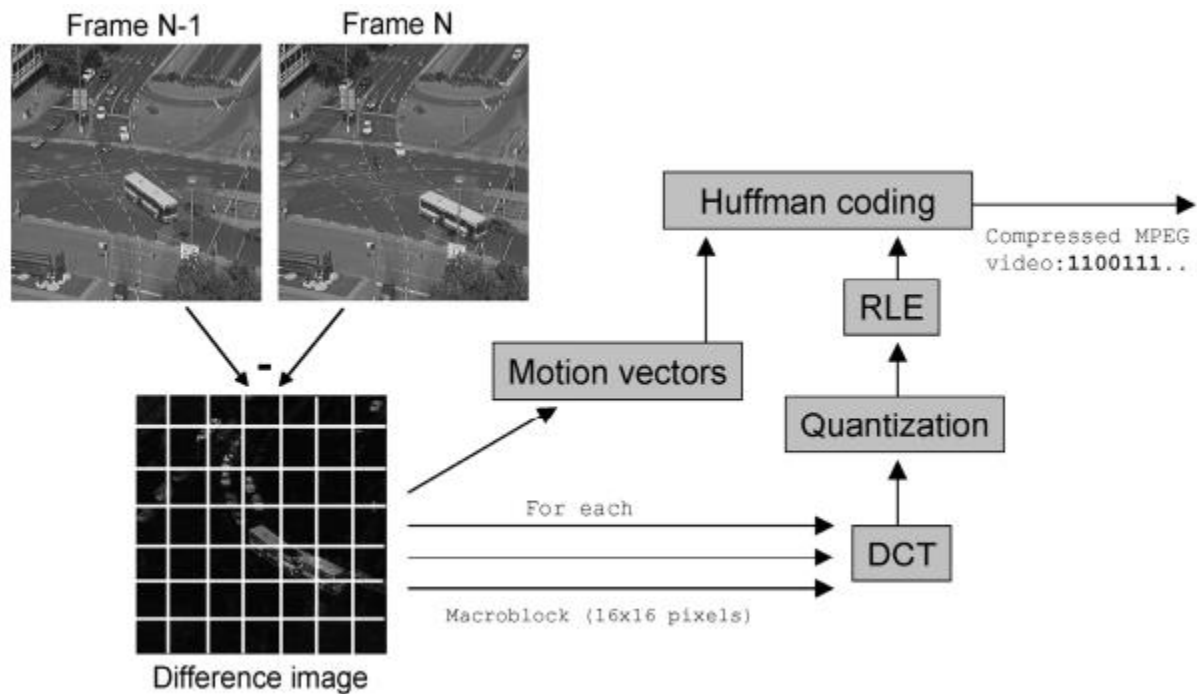 Frame N-1
Frame N
-
Huffman coding
Compressed MPEG
video:1100111..
RLE
Motion vectors
Quantization
For each
DCT
Macroblock (16x16 pixels)
Difference image